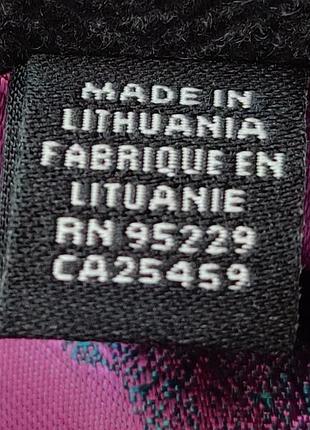 MADE IN
LITHUANIA
FABRIQUE EN
LITUANIE
RN 95229
CA25459